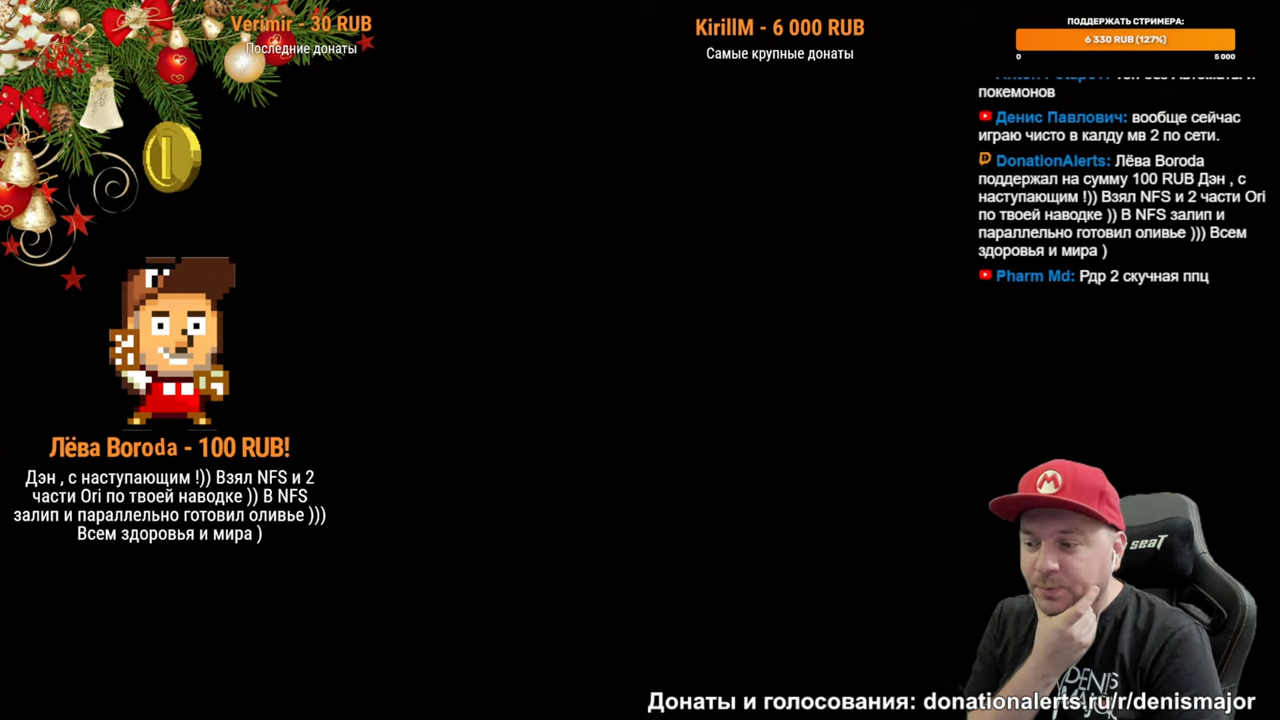 Verimir - 30 RUB
Последние донаты
KirillM - 6 000 RUB
Самые крупные донаты
ПОДДЕРЖАТЬ СТРИМЕРА:
6 330 RUB (127%)
0
5 000
покемонов
Денис Павлович: вообще сейчас
играю чисто в калду мв 2 по сети.
DonationAlerts: Лёва Boroda
поддержал на сумму 100 RUB Дэн , с
наступающим !)) Взял NFS и 2 части Ori
по твоей наводке )) В NFS залип и
параллельно готовил оливье ))) Всем
здоровья и мира )
Pharm Md: Рдр 2 скучная ппц
Лёва Boroda - 100 RUB!
Дэн , с наступающим !)) Взял NFS и 2
части Ori по твоей наводке )) В NFS
залип и параллельно готовил оливье )))
Всем здоровья и мира )
M
seaT
DENIS
MAJOR
Донаты и голосования: donationalerts.ru/r/denismajor